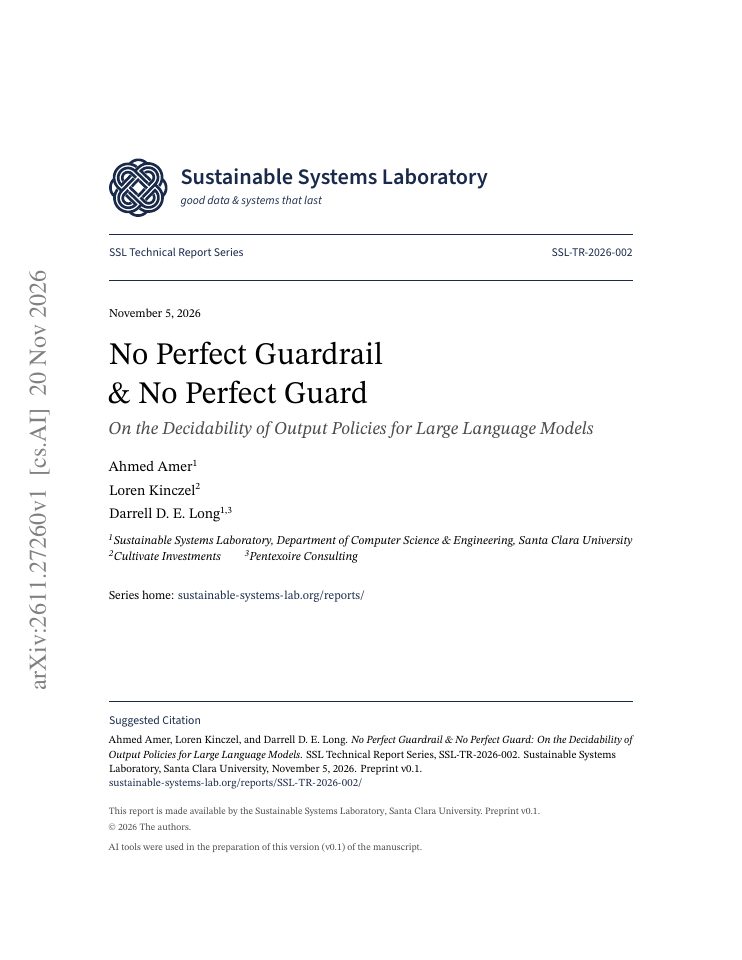 Sustainable Systems Laboratory
good data & systems that last
SSL Technical Report Series
SSL-TR-2026-002
November 5, 2026
No Perfect Guardrail
& No Perfect Guard
On the Decidability of Output Policies for Large Language Models
Ahmed Amer1
Loren Kinczel2
Darrell D. E. Long1,3
1Sustainable Systems Laboratory, Department of Computer Science & Engineering, Santa Clara University
2Cultivate Investments 3Pentexoire Consulting
Series home: sustainable-systems-lab.org/reports/
Suggested Citation
Ahmed Amer, Loren Kinczel, and Darrell D. E. Long. No Perfect Guardrail & No Perfect Guard: On the Decidability of
Output Policies for Large Language Models. SSL Technical Report Series, SSL-TR-2026-002. Sustainable Systems
Laboratory, Santa Clara University, November 5, 2026. Preprint v0.1.
sustainable-systems-lab.org/reports/SSL-TR-2026-002/
This report is made available by the Sustainable Systems Laboratory, Santa Clara University. Preprint v0.1.
© 2026 The authors.
AI tools were used in the preparation of this version (v0.1) of the manuscript.
arXiv:2611.27260v1 [cs.AI] 20 Nov 2026